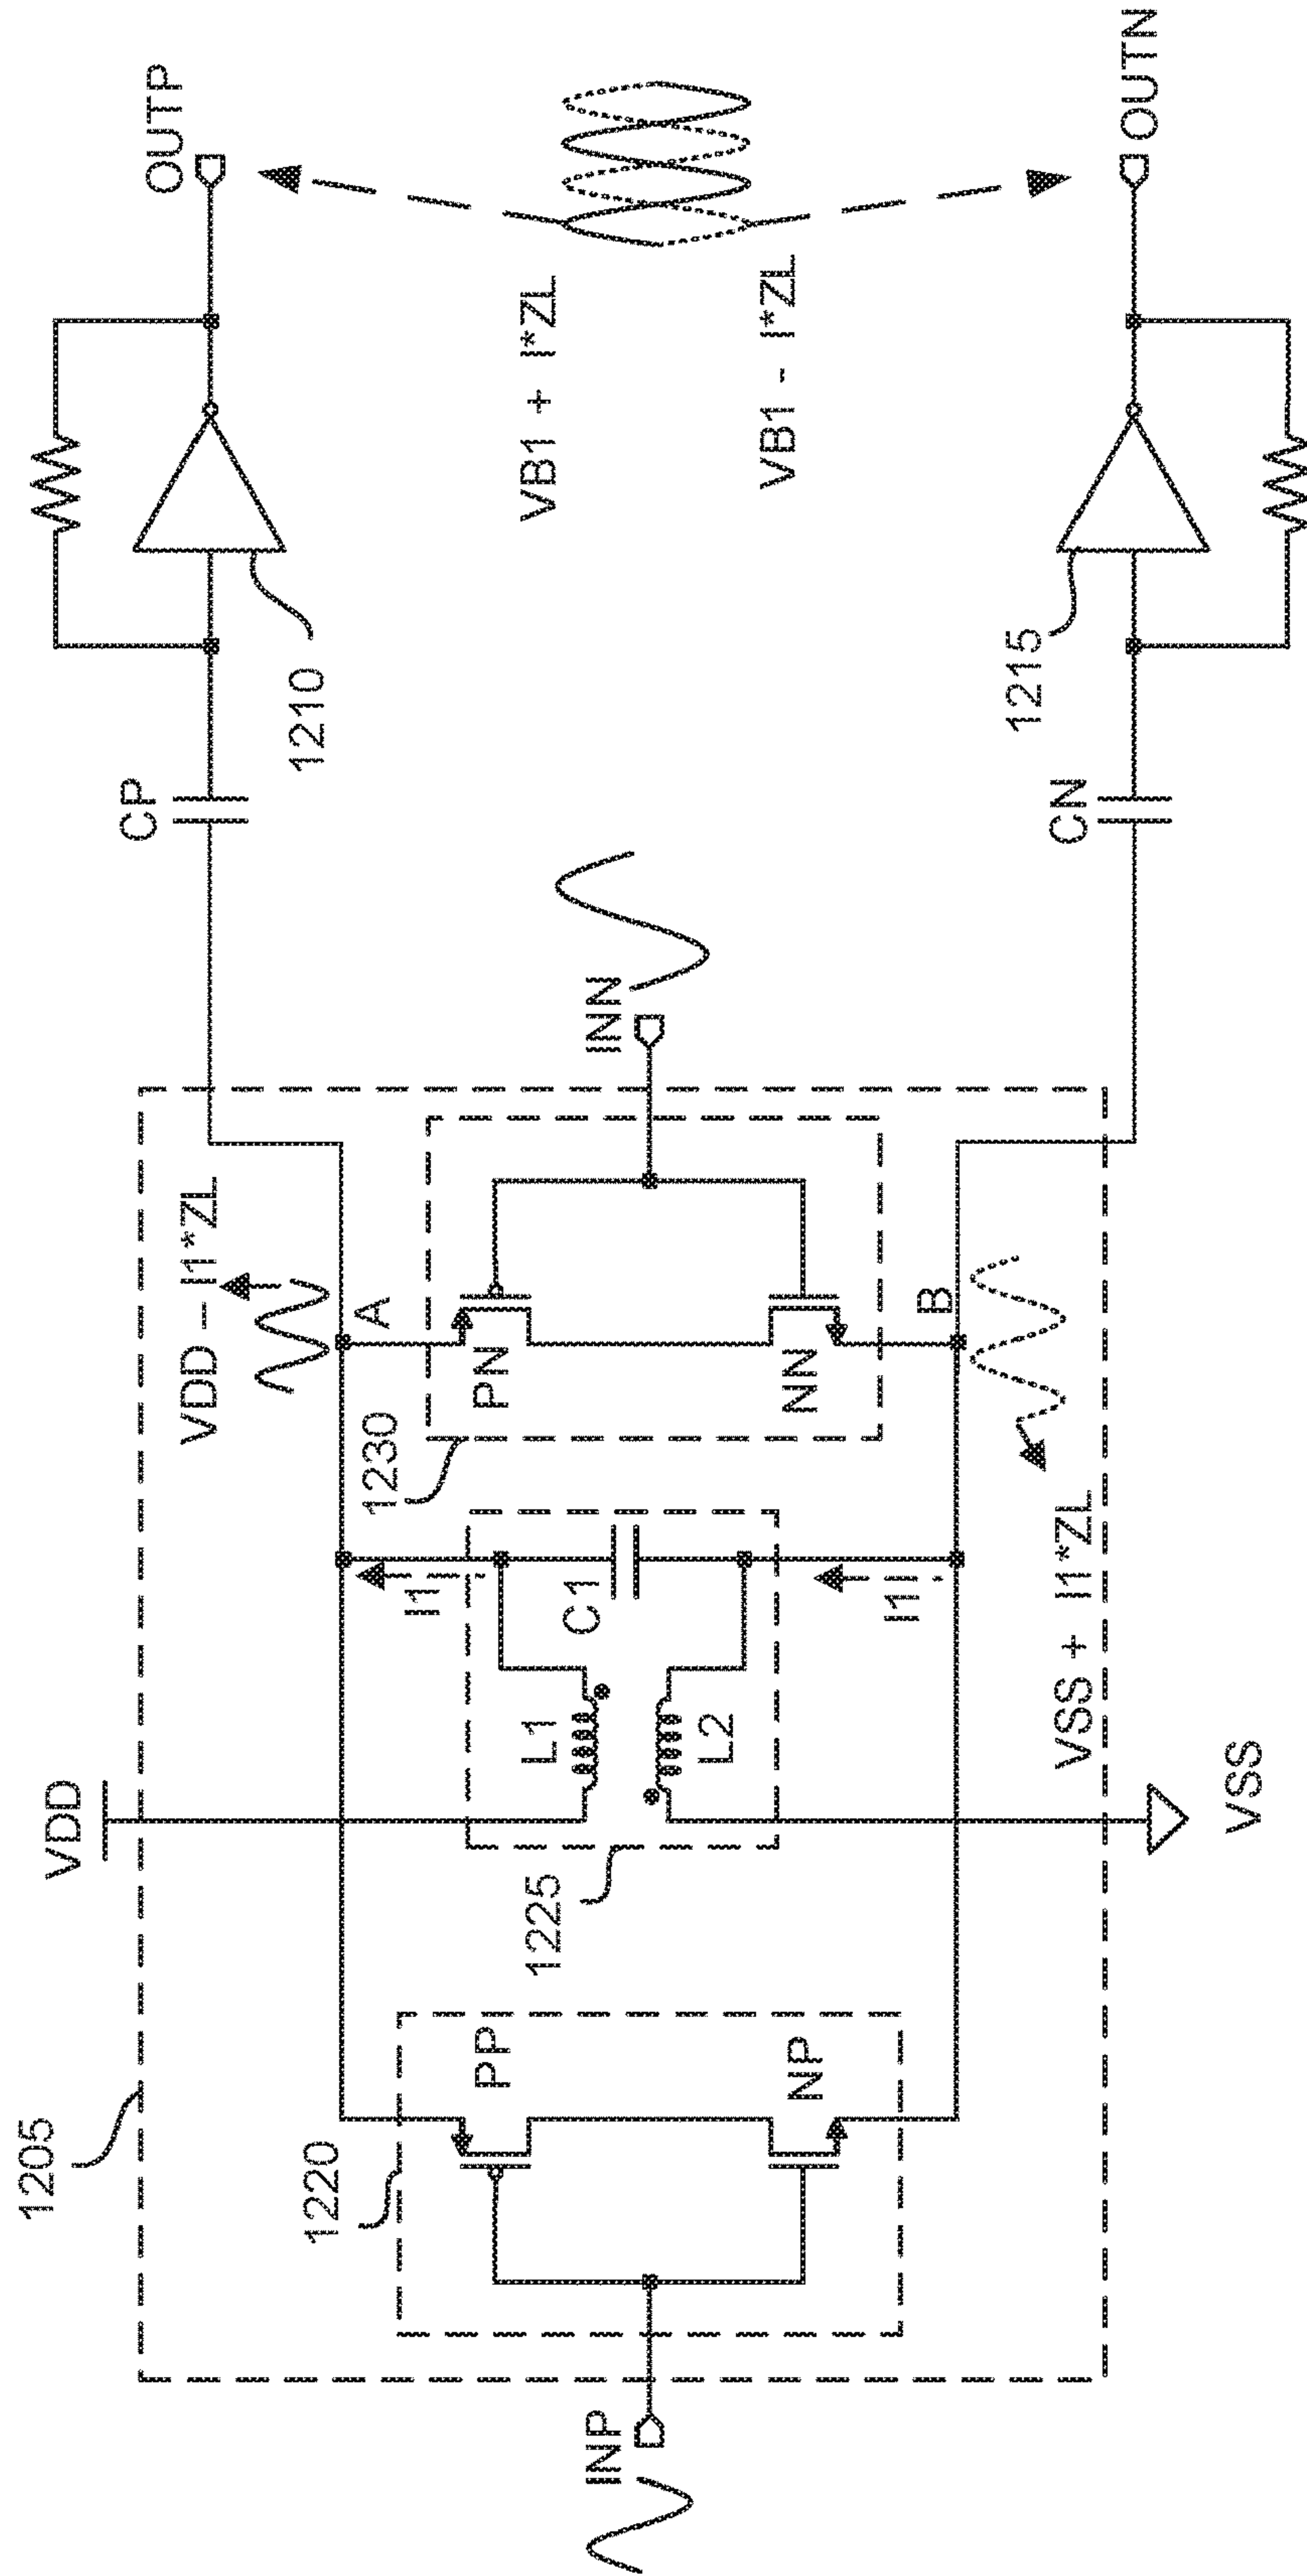 1205
VDD
VDD – I1*ZL
CP
OUTP
1210
1220
PP
1225
L1
I1
C1
1230
PN
A
INP
INN
VB1 + I*ZL
VB1 - I*ZL
NP
L2
I1
NN
B
VSS + I1*ZL
VSS
CN
1215
OUTN